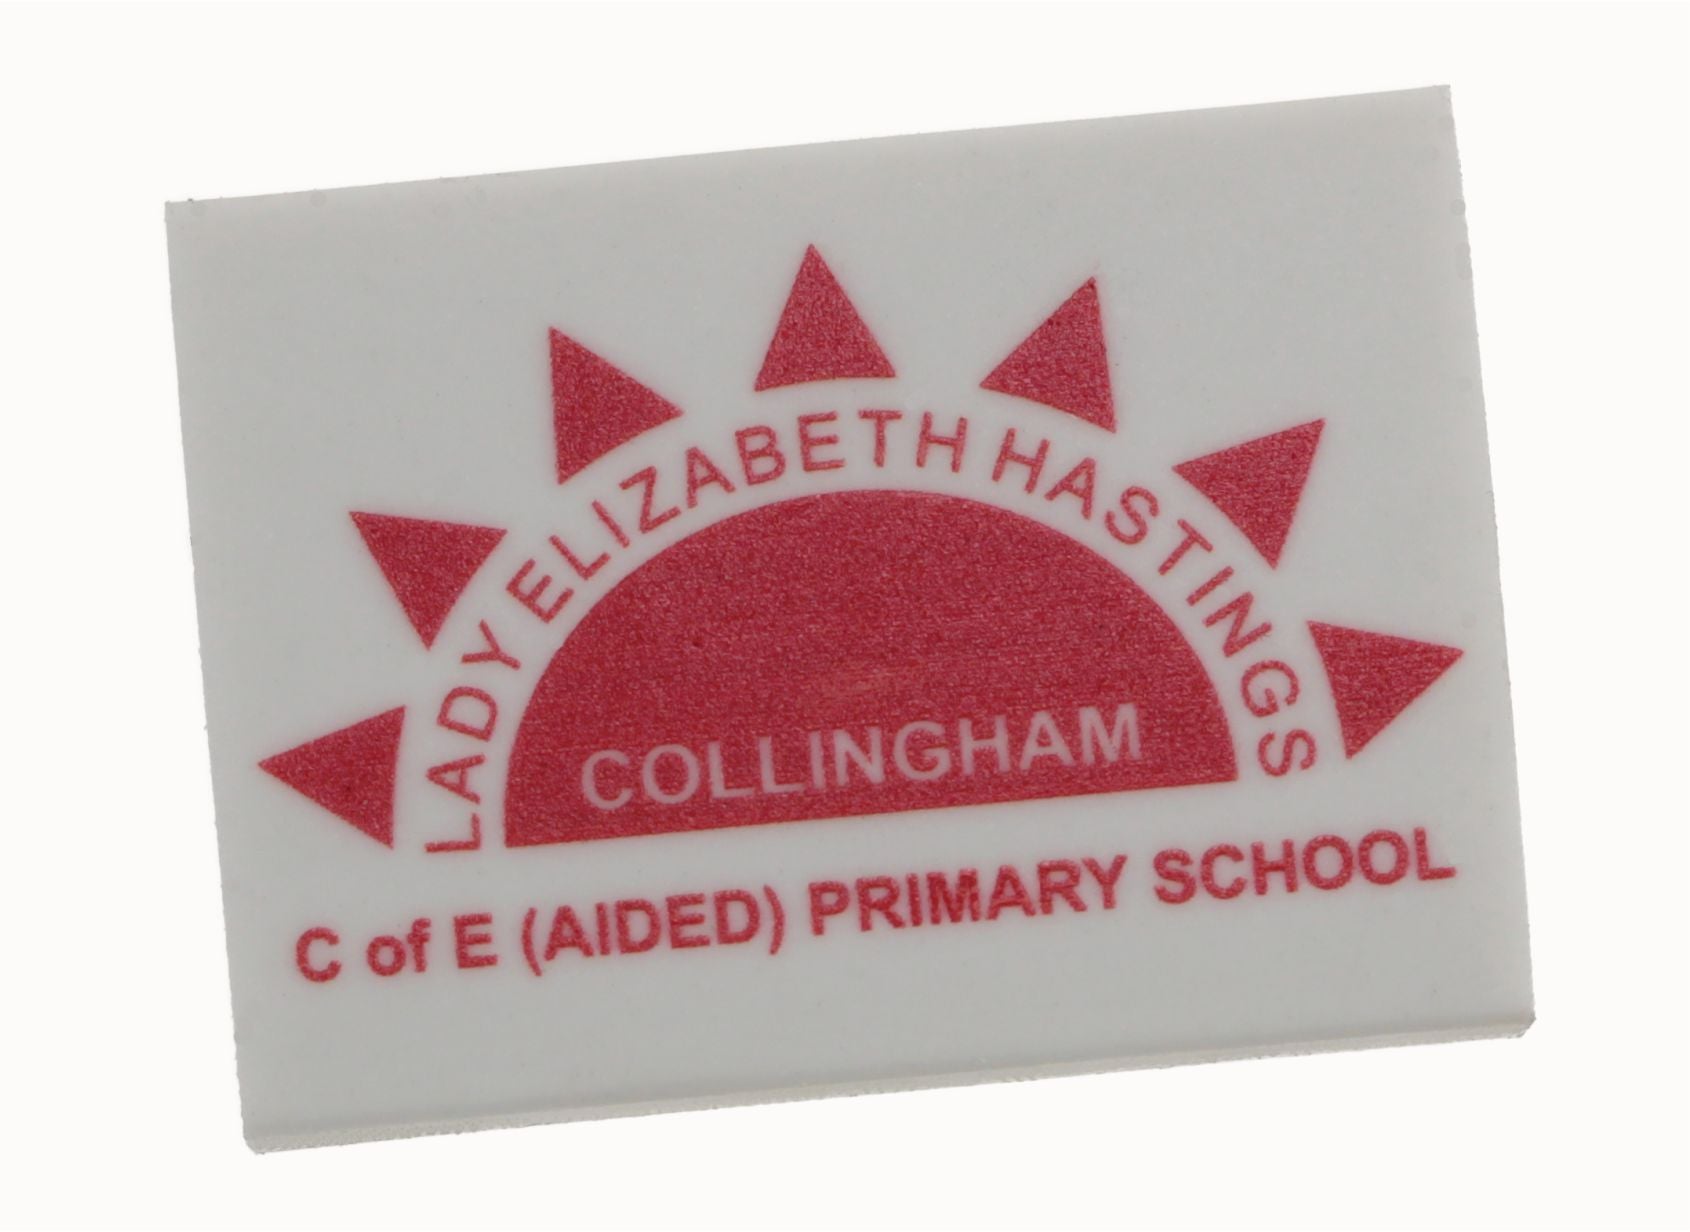 LADY ELIZABETH HASTINGS
COLLINGHAM
C of E (AIDED) PRIMARY SCHOOL